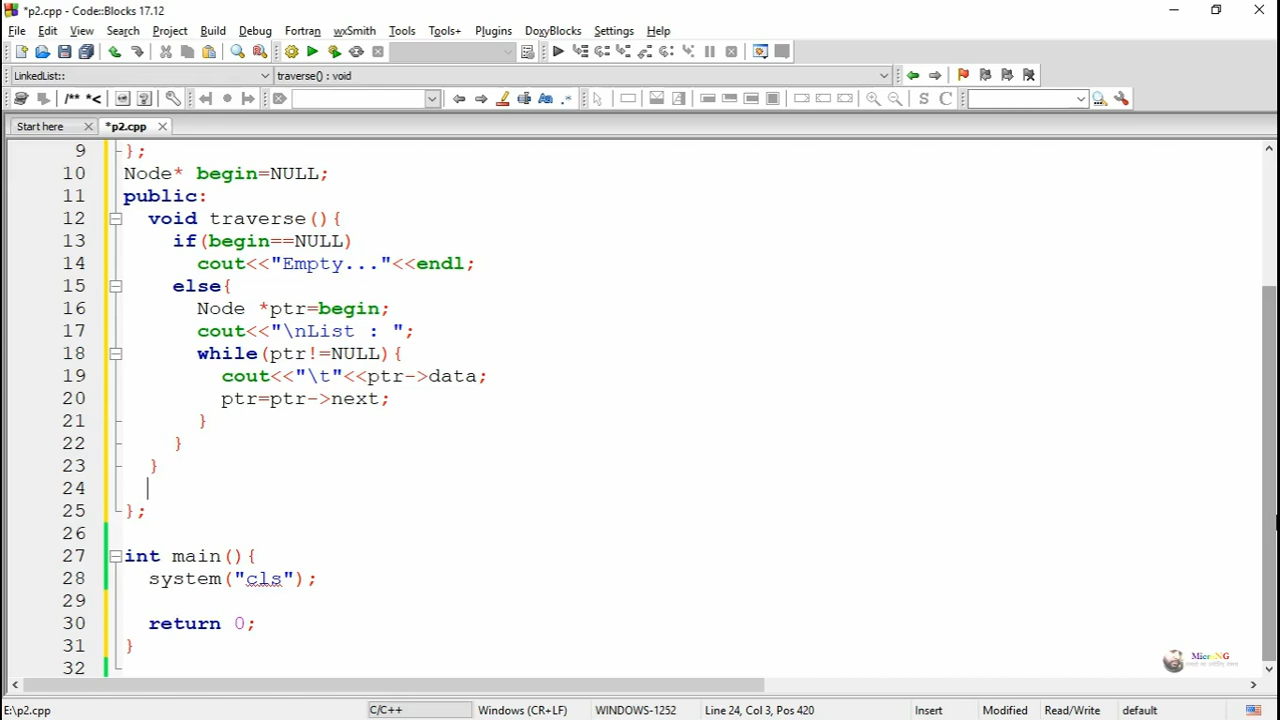 *p2.cpp - Code::Blocks 17.12
File Edit View Search Project Build Debug Fortran wxSmith Tools Tools+ Plugins DoxyBlocks Settings Help
LinkedList:: traverse() : void
/** *<
S C
Start here *p2.cpp
9 };
10 Node* begin=NULL;
11 public:
12 void traverse(){
13 if(begin==NULL)
14 cout<<"Empty..."<<endl;
15 else{
16 Node *ptr=begin;
17 cout<<"\nList : ";
18 while(ptr!=NULL){
19 cout<<"\t"<<ptr->data;
20 ptr=ptr->next;
21 }
22 }
23 }
24
25 };
26
27 int main(){
28 system("cls");
29
30 return 0;
31 }
32
MicroNG
E:\p2.cpp C/C++ Windows (CR+LF) WINDOWS-1252 Line 24, Col 3, Pos 420 Insert Modified Read/Write default